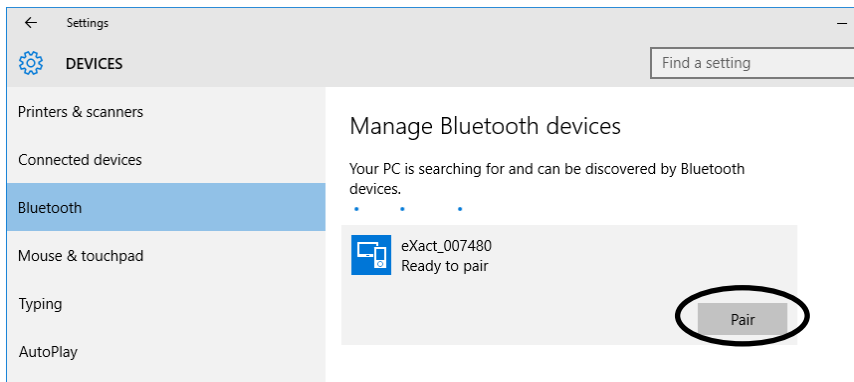 Settings
DEVICES
Find a setting
Printers & scanners
Connected devices
Bluetooth
Mouse & touchpad
Typing
AutoPlay
Manage Bluetooth devices
Your PC is searching for and can be discovered by Bluetooth
devices.
eXact_007480
Ready to pair
Pair